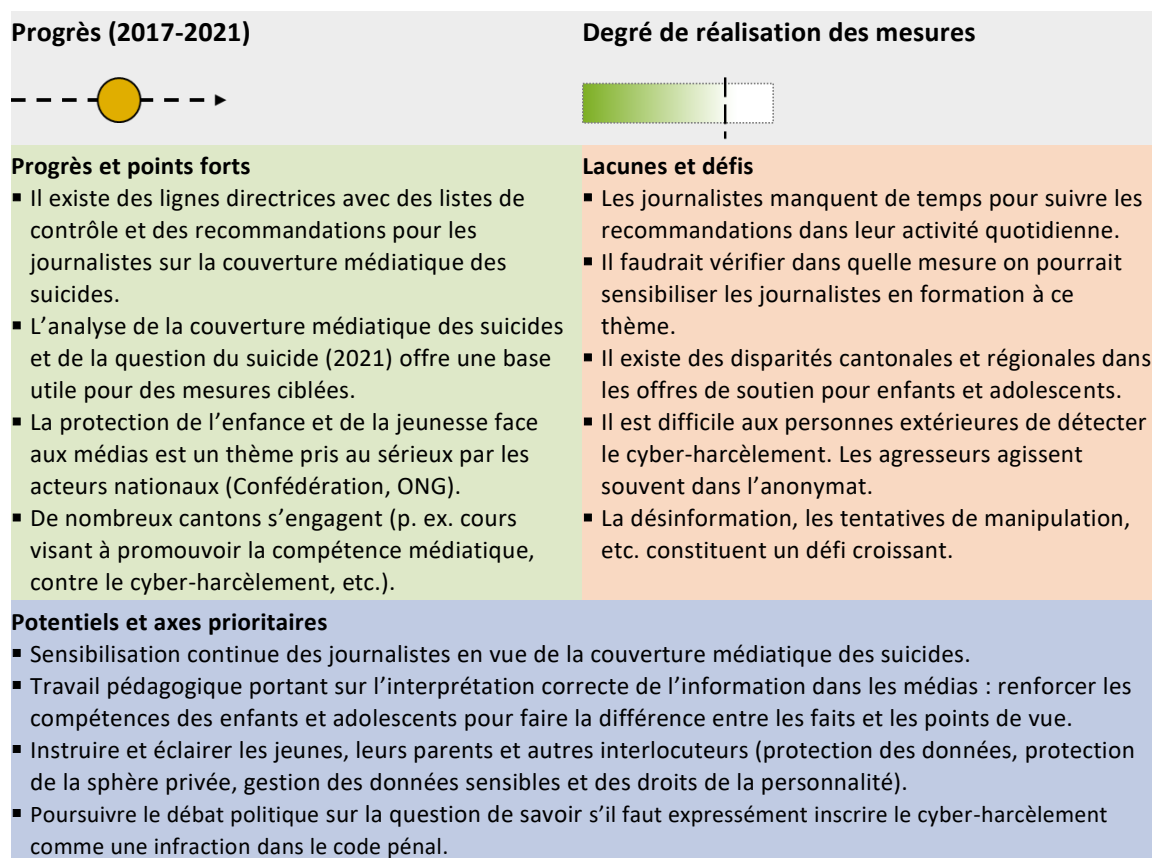 Progrès (2017-2021)
Degré de réalisation des mesures
Progrès et points forts
▪ Il existe des lignes directrices avec des listes de
contrôle et des recommandations pour les
journalistes sur la couverture médiatique des
suicides.
▪ L’analyse de la couverture médiatique des suicides
et de la question du suicide (2021) offre une base
utile pour des mesures ciblées.
▪ La protection de l’enfance et de la jeunesse face
aux médias est un thème pris au sérieux par les
acteurs nationaux (Confédération, ONG).
▪ De nombreux cantons s’engagent (p. ex. cours
visant à promouvoir la compétence médiatique,
contre le cyber-harcèlement, etc.).
Lacunes et défis
▪ Les journalistes manquent de temps pour suivre les
recommandations dans leur activité quotidienne.
▪ Il faudrait vérifier dans quelle mesure on pourrait
sensibiliser les journalistes en formation à ce
thème.
▪ Il existe des disparités cantonales et régionales dans
les offres de soutien pour enfants et adolescents.
▪ Il est difficile aux personnes extérieures de détecter
le cyber-harcèlement. Les agresseurs agissent
souvent dans l’anonymat.
▪ La désinformation, les tentatives de manipulation,
etc. constituent un défi croissant.
Potentiels et axes prioritaires
▪ Sensibilisation continue des journalistes en vue de la couverture médiatique des suicides.
▪ Travail pédagogique portant sur l’interprétation correcte de l’information dans les médias : renforcer les
compétences des enfants et adolescents pour faire la différence entre les faits et les points de vue.
▪ Instruire et éclairer les jeunes, leurs parents et autres interlocuteurs (protection des données, protection
de la sphère privée, gestion des données sensibles et des droits de la personnalité).
▪ Poursuivre le débat politique sur la question de savoir s’il faut expressément inscrire le cyber-harcèlement
comme une infraction dans le code pénal.